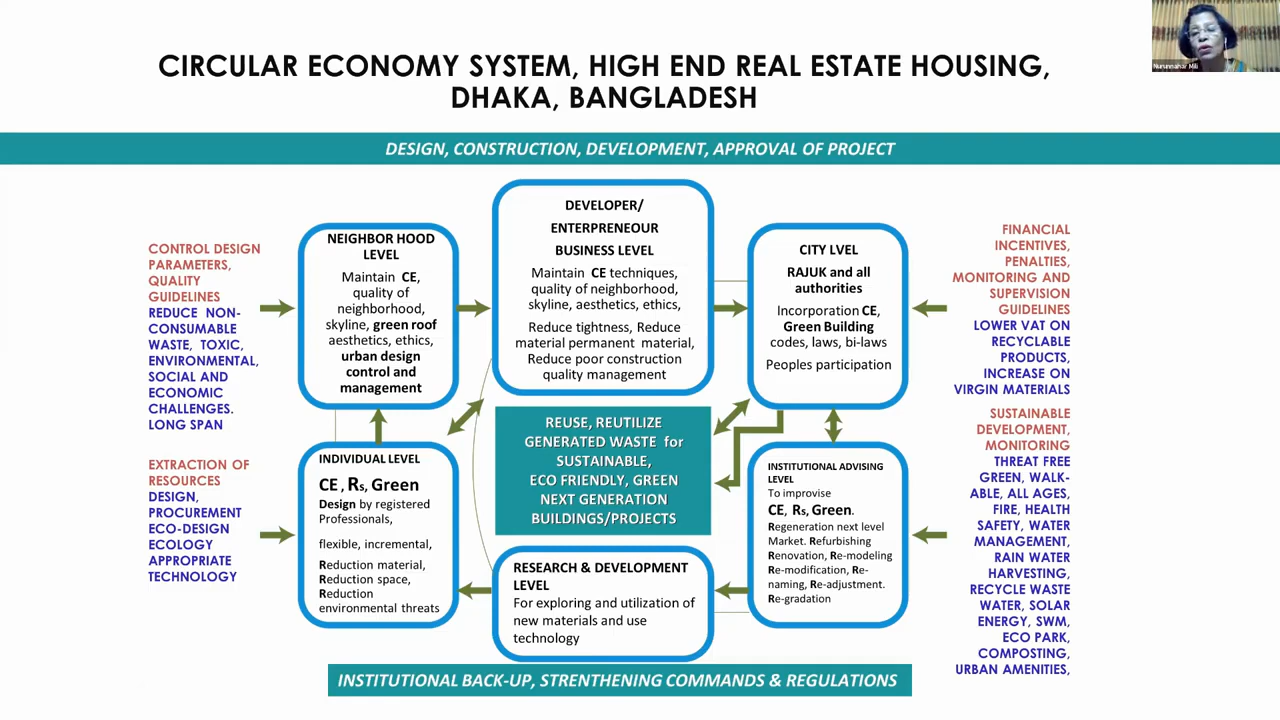 CIRCULAR ECONOMY SYSTEM, HIGH END REAL ESTATE HOUSING,
DHAKA, BANGLADESH
Nurunnahar Mili
DESIGN, CONSTRUCTION, DEVELOPMENT, APPROVAL OF PROJECT
CONTROL DESIGN
PARAMETERS,
QUALITY
GUIDELINES
REDUCE NON-
CONSUMABLE
WASTE, TOXIC,
ENVIRONMENTAL,
SOCIAL AND
ECONOMIC
CHALLENGES.
LONG SPAN
EXTRACTION OF
RESOURCES
DESIGN,
PROCUREMENT
ECO-DESIGN
ECOLOGY
APPROPRIATE
TECHNOLOGY
NEIGHBOR HOOD
LEVEL
Maintain CE,
quality of
neighborhood,
skyline, green roof
aesthetics, ethics,
urban design
control and
management
INDIVIDUAL LEVEL
CE , Rs, Green
Design by registered
Professionals,
flexible, incremental,
Reduction material,
Reduction space,
Reduction
environmental threats
DEVELOPER/
ENTERPRENEOUR
BUSINESS LEVEL
Maintain CE techniques,
quality of neighborhood,
skyline, aesthetics, ethics,
Reduce tightness, Reduce
material permanent material,
Reduce poor construction
quality management
REUSE, REUTILIZE
GENERATED WASTE for
SUSTAINABLE,
ECO FRIENDLY, GREEN
NEXT GENERATION
BUILDINGS/PROJECTS
RESEARCH & DEVELOPMENT
LEVEL
For exploring and utilization of
new materials and use
technology
CITY LVEL
RAJUK and all
authorities
Incorporation CE,
Green Building
codes, laws, bi-laws
Peoples participation
INSTITUTIONAL ADVISING
LEVEL
To improvise
CE, Rs, Green.
Regeneration next level
Market. Refurbishing
Renovation, Re-modeling
Re-modification, Re-
naming, Re-adjustment.
Re-gradation
FINANCIAL
INCENTIVES,
PENALTIES,
MONITORING AND
SUPERVISION
GUIDELINES
LOWER VAT ON
RECYCLABLE
PRODUCTS,
INCREASE ON
VIRGIN MATERIALS
SUSTAINABLE
DEVELOPMENT,
MONITORING
THREAT FREE
GREEN, WALK-
ABLE, ALL AGES,
FIRE, HEALTH
SAFETY, WATER
MANAGEMENT,
RAIN WATER
HARVESTING,
RECYCLE WASTE
WATER, SOLAR
ENERGY, SWM,
ECO PARK,
COMPOSTING,
URBAN AMENITIES,
INSTITUTIONAL BACK-UP, STRENTHENING COMMANDS & REGULATIONS